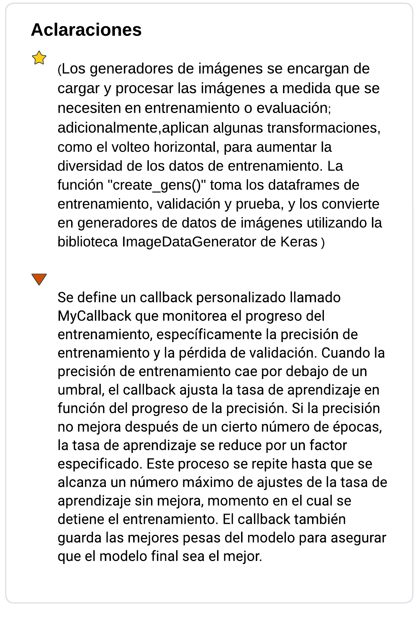 Aclaraciones
(Los generadores de imágenes se encargan de
cargar y procesar las imágenes a medida que se
necesiten en entrenamiento o evaluación;
adicionalmente,aplican algunas transformaciones,
como el volteo horizontal, para aumentar la
diversidad de los datos de entrenamiento. La
función "create_gens()" toma los dataframes de
entrenamiento, validación y prueba, y los convierte
en generadores de datos de imágenes utilizando la
biblioteca ImageDataGenerator de Keras )
Se define un callback personalizado llamado
MyCallback que monitorea el progreso del
entrenamiento, específicamente la precisión de
entrenamiento y la pérdida de validación. Cuando la
precisión de entrenamiento cae por debajo de un
umbral, el callback ajusta la tasa de aprendizaje en
función del progreso de la precisión. Si la precisión
no mejora después de un cierto número de épocas,
la tasa de aprendizaje se reduce por un factor
especificado. Este proceso se repite hasta que se
alcanza un número máximo de ajustes de la tasa de
aprendizaje sin mejora, momento en el cual se
detiene el entrenamiento. El callback también
guarda las mejores pesas del modelo para asegurar
que el modelo final sea el mejor.